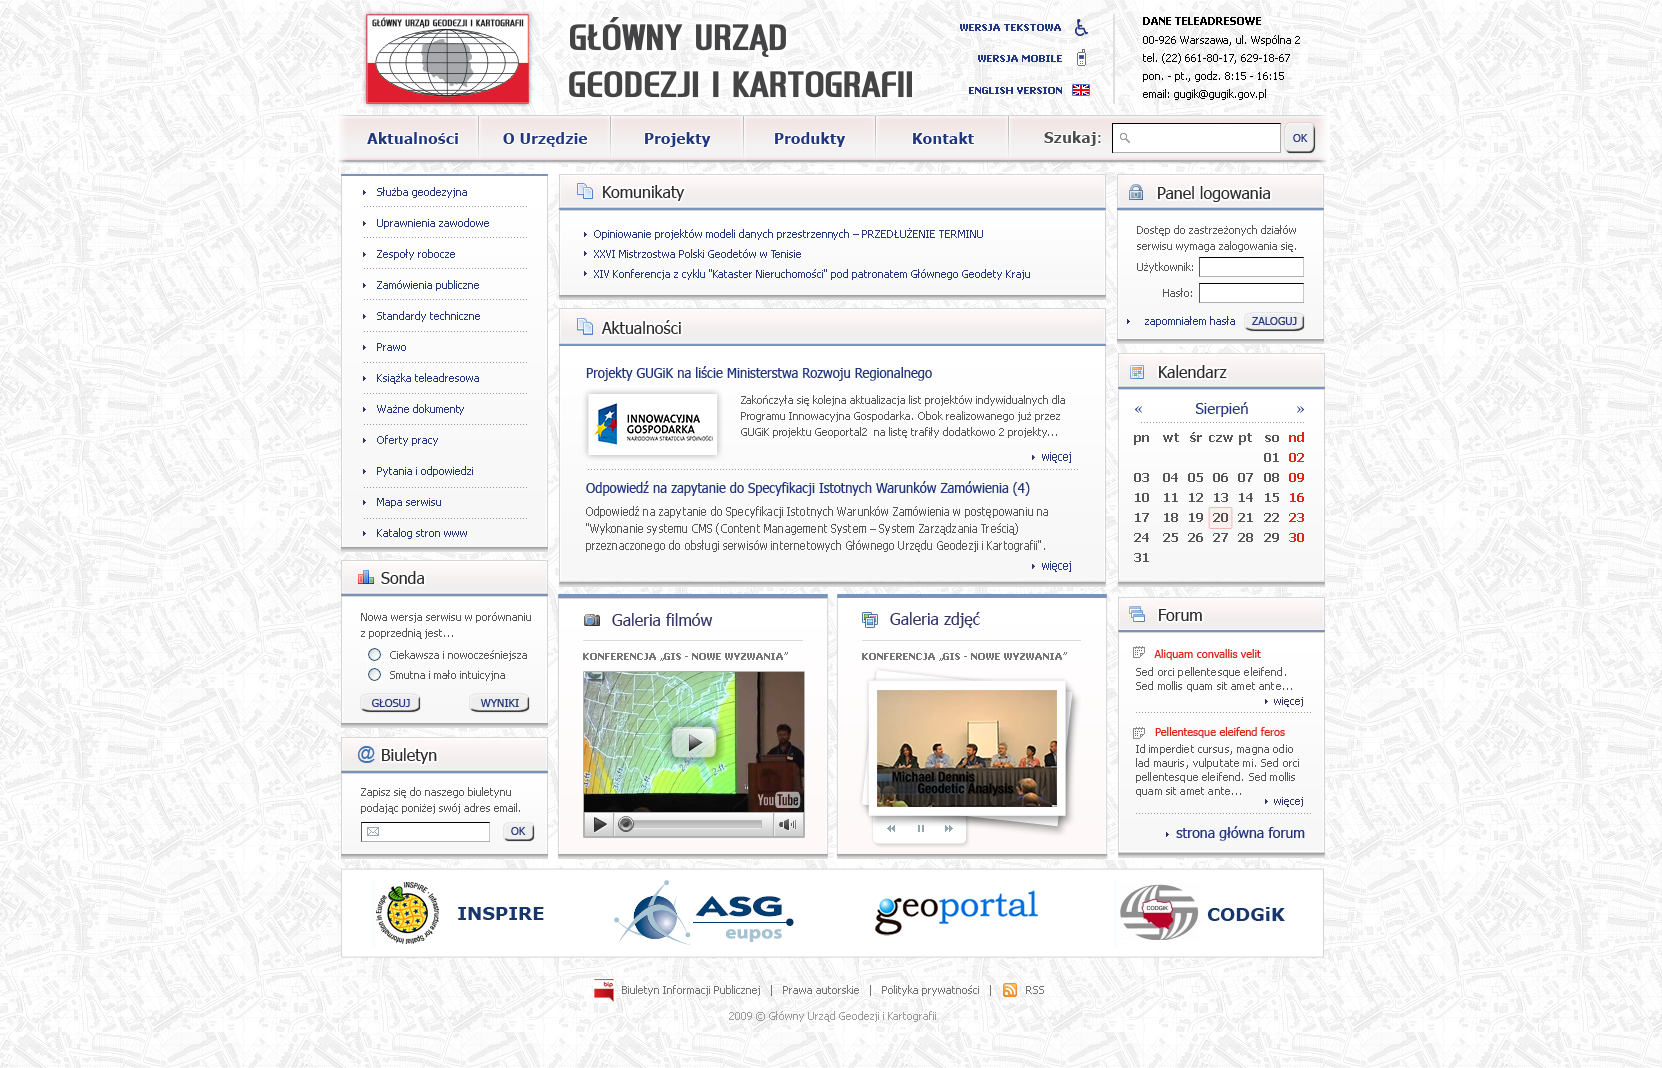 GŁÓWNY URZĄD GEODEZJI I KARTOGRAFII
GŁÓWNY URZĄD
GEODEZJI I KARTOGRAFII
WERSJA TEKSTOWA
WERSJA MOBILE
ENGLISH VERSION
DANE TELEADRESOWE
00-926 Warszawa, ul. Wspólna 2
tel. (22) 661-80-17, 629-18-67
pon. - pt., godz. 8:15 - 16:15
email: gugik@gugik.gov.pl
Aktualności
O Urzędzie
Projekty
Produkty
Kontakt
Szukaj:
OK
Służba geodezyjna
Uprawnienia zawodowe
Zespoły robocze
Zamówienia publiczne
Standardy techniczne
Prawo
Książka teleadresowa
Ważne dokumenty
Oferty pracy
Pytania i odpowiedzi
Mapa serwisu
Katalog stron www
Sonda
Nowa wersja serwisu w porównaniu
z poprzednią jest...
Ciekawsza i nowocześniejsza
Smutna i mało intuicyjna
GŁOSUJ
WYNIKI
Biuletyn
Zapisz się do naszego biuletynu
podając poniżej swój adres email.
OK
Komunikaty
Opiniowanie projektów modeli danych przestrzennych – PRZEDŁUŻENIE TERMINU
XXVI Mistrzostwa Polski Geodetów w Tenisie
XIV Konferencja z cyklu "Kataster Nieruchomości" pod patronatem Głównego Geodety Kraju
Aktualności
Projekty GUGiK na liście Ministerstwa Rozwoju Regionalnego
INNOWACYJNA
GOSPODARKA
NARODOWA STRATEGIA SPÓJNOŚCI
Zakończyła się kolejna aktualizacja list projektów indywidualnych dla
Programu Innowacyjna Gospodarka. Obok realizowanego już przez
GUGiK projektu Geoportal2 na listę trafiły dodatkowo 2 projekty...
więcej
Odpowiedź na zapytanie do Specyfikacji Istotnych Warunków Zamówienia (4)
Odpowiedź na zapytanie do Specyfikacji Istotnych Warunków Zamówienia w postępowaniu na
"Wykonanie systemu CMS (Content Management System – System Zarządzania Treścią)
przeznaczonego do obsługi serwisów internetowych Głównego Urzędu Geodezji i Kartografii".
więcej
Galeria filmów
KONFERENCJA „GIS - NOWE WYZWANIA”
YouTube
Galeria zdjęć
KONFERENCJA „GIS - NOWE WYZWANIA”
Michael Dennis
Geodetic Analysis
Panel logowania
Dostęp do zastrzeżonych działów
serwisu wymaga zalogowania się.
Użytkownik:
Hasło:
zapomniałem hasła
ZALOGUJ
Kalendarz
« Sierpień »
pn wt śr czw pt so nd
01 02
03 04 05 06 07 08 09
10 11 12 13 14 15 16
17 18 19 20 21 22 23
24 25 26 27 28 29 30
31
Forum
Aliquam convallis velit
Sed orci pellentesque eleifend.
Sed mollis quam sit amet ante...
więcej
Pellentesque eleifend feros
Id imperdiet cursus, magna odio
lad mauris, vulputate mi. Sed orci
pellentesque eleifend. Sed mollis
quam sit amet ante...
więcej
strona główna forum
INSPIRE - Infrastructure for Spatial Information in Europe
INSPIRE
ASG
eupos
geoportal
CODGiK
CODGiK
bip
Biuletyn Informacji Publicznej | Prawa autorskie | Polityka prywatności | RSS
2009 © Główny Urząd Geodezji i Kartografii